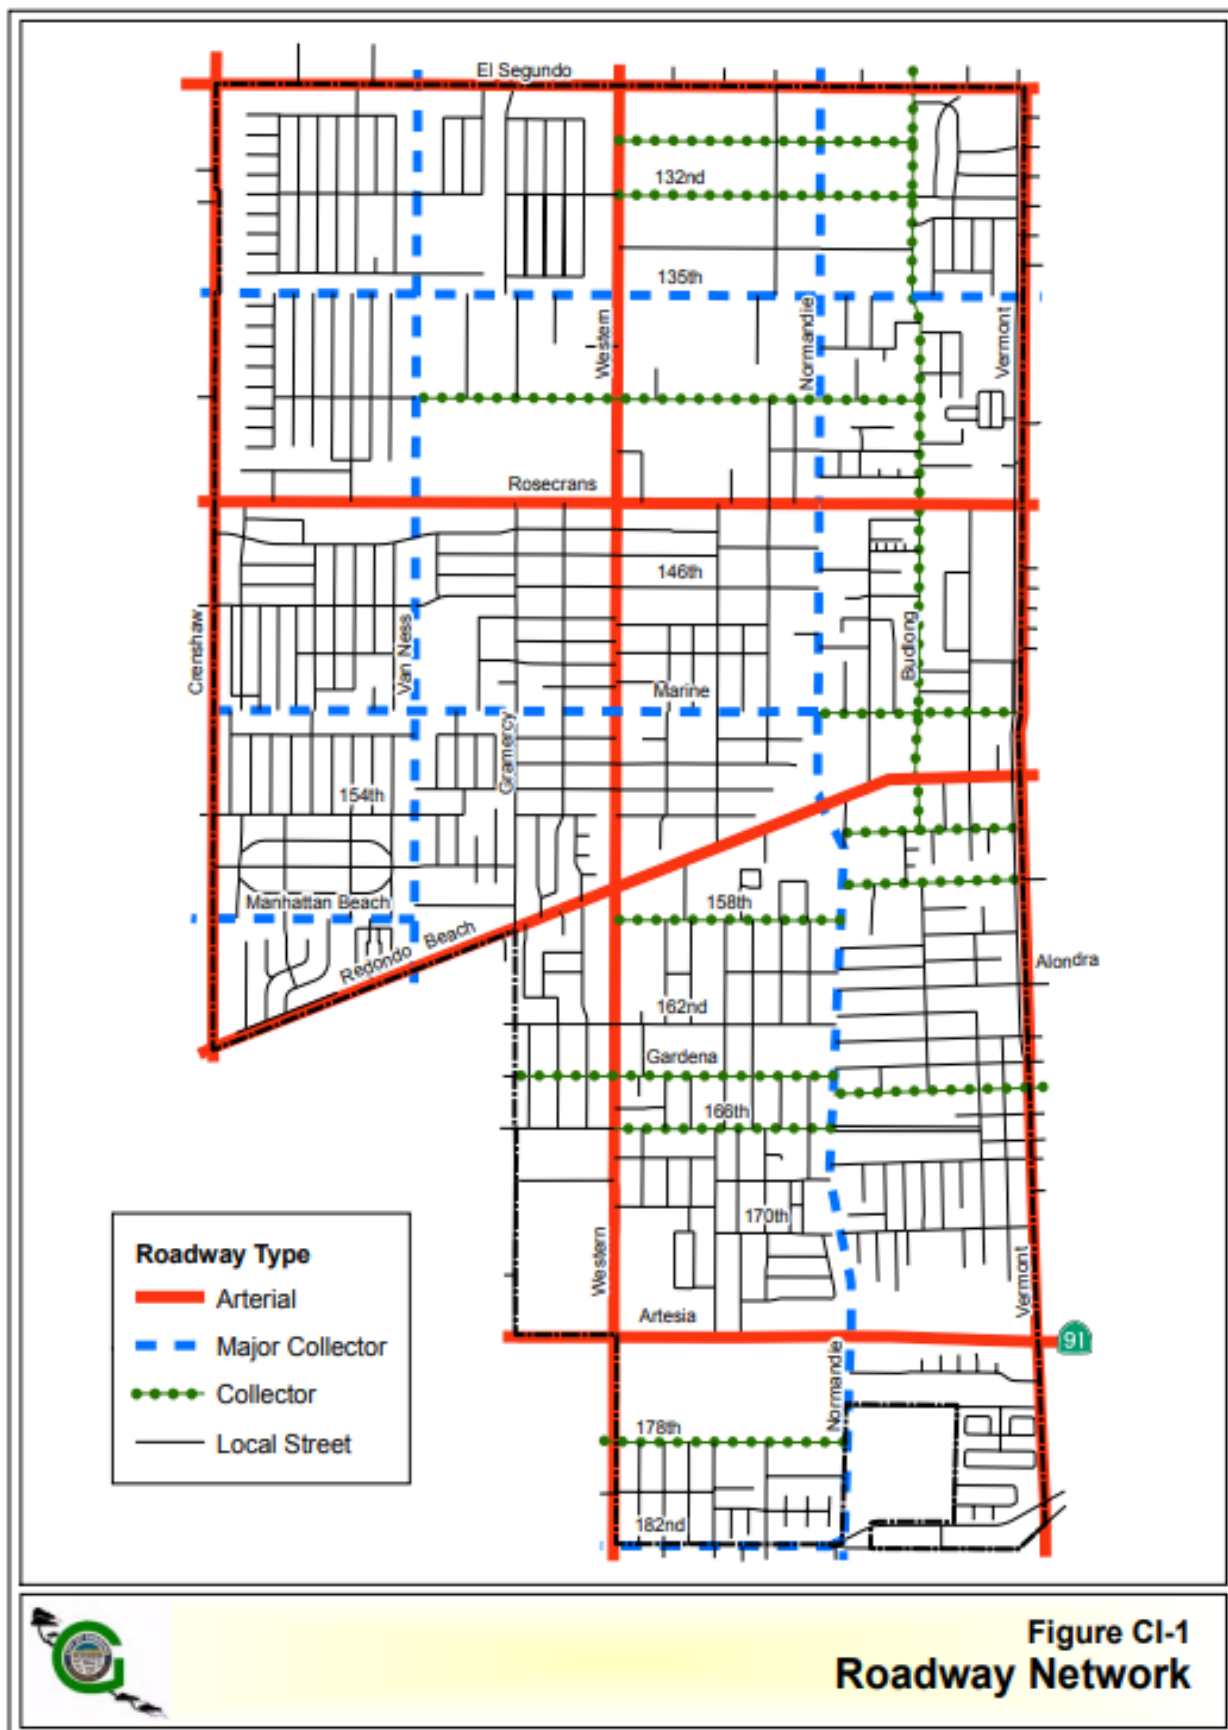 El Segundo
132nd
135th
Western
Normandie
Vermont
Rosecrans
146th
Crenshaw
Van Ness
Budlong
Marine
Gramercy
154th
Manhattan Beach
158th
Redondo Beach
Alondra
162nd
Gardena
166th
170th
Western
Vermont
Artesia
91
Normandie
178th
182nd
Roadway Type
Arterial
Major Collector
Collector
Local Street
G
Figure CI-1
Roadway Network